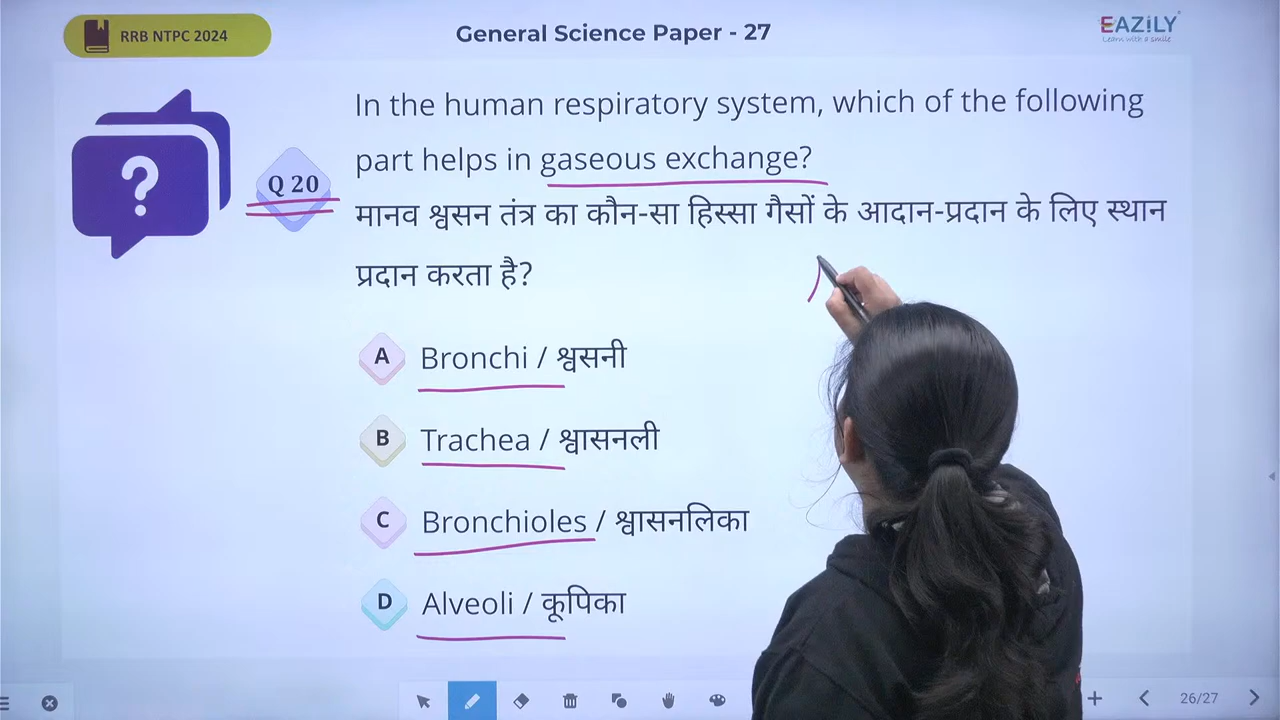 RRB NTPC 2024
General Science Paper - 27
EAZILY
Learn with a smile
Q 20
In the human respiratory system, which of the following
part helps in gaseous exchange?
मानव श्वसन तंत्र का कौन-सा हिस्सा गैसों के आदान-प्रदान के लिए स्थान
प्रदान करता है?
A Bronchi / श्वसनी
B Trachea / श्वासनली
C Bronchioles / श्वासनलिका
D Alveoli / कूपिका
26/27